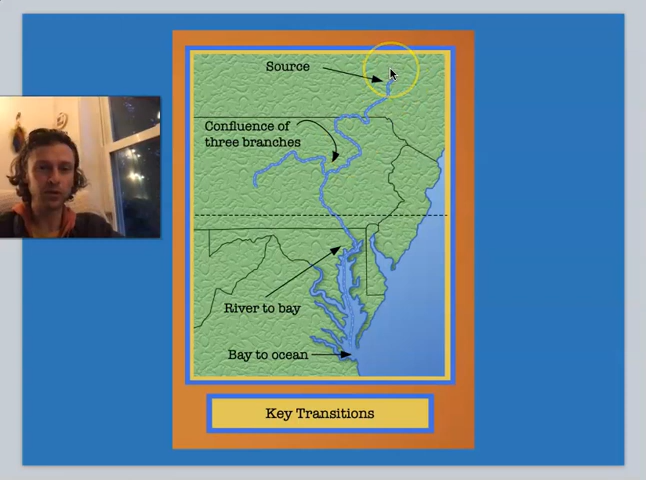 Source
Confluence of
three branches
River to bay
Bay to ocean
Key Transitions